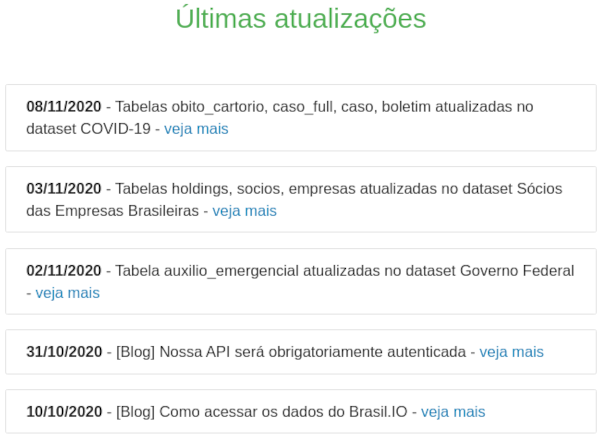 Últimas atualizações
08/11/2020 - Tabelas obito_cartorio, caso_full, caso, boletim atualizadas no
dataset COVID-19 - veja mais
03/11/2020 - Tabelas holdings, socios, empresas atualizadas no dataset Sócios
das Empresas Brasileiras - veja mais
02/11/2020 - Tabela auxilio_emergencial atualizadas no dataset Governo Federal
- veja mais
31/10/2020 - [Blog] Nossa API será obrigatoriamente autenticada - veja mais
10/10/2020 - [Blog] Como acessar os dados do Brasil.IO - veja mais